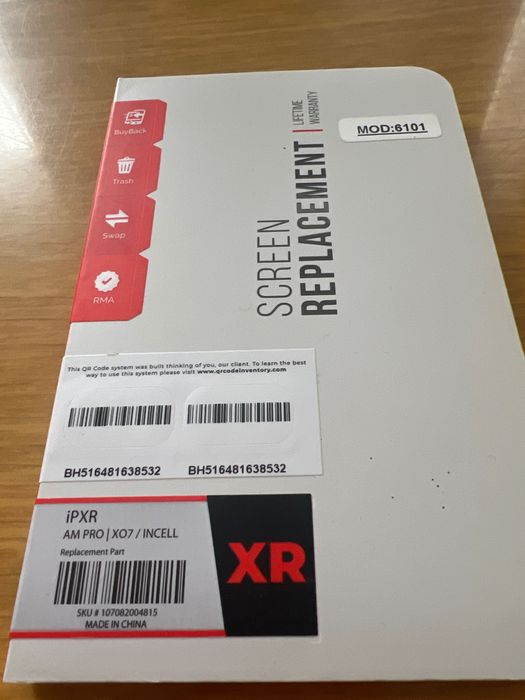 BuyBack
Trash
Swap
RMA
SCREEN
REPLACEMENT
LIFETIME
WARRANTY
MOD:6101
This QR Code system was built thinking of you, our client. To learn the best
way to use this system please visit www.qrcodeinventory.com
BH516481638532 BH516481638532
iPXR
AM PRO | XO7 / INCELL
Replacement Part
SKU # 107082004815
MADE IN CHINA
XR